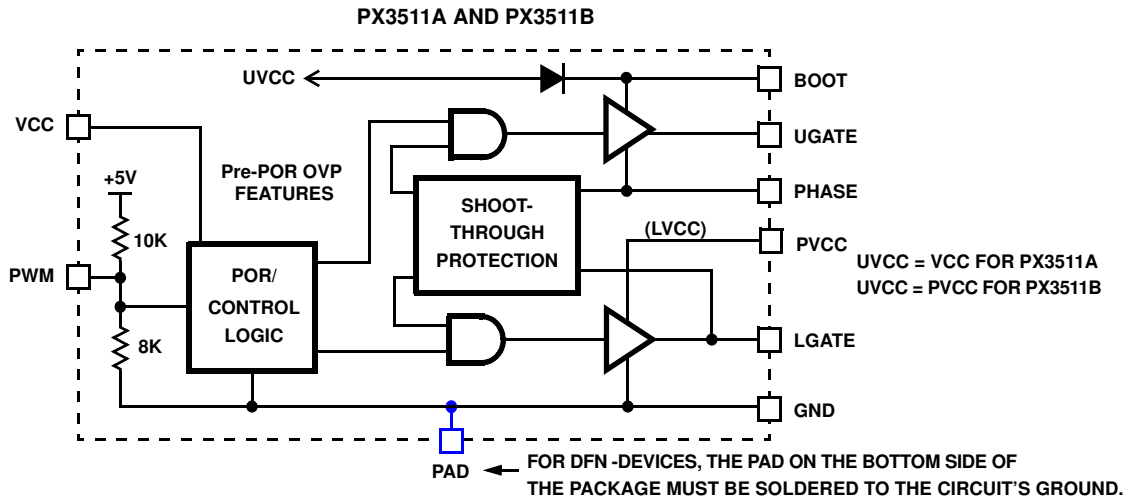 PX3511A AND PX3511B
UVCC
BOOT
VCC
UGATE
Pre-POR OVP
FEATURES
+5V
10K
PHASE
SHOOT-
THROUGH
PROTECTION
(LVCC)
PVCC
UVCC = VCC FOR PX3511A
UVCC = PVCC FOR PX3511B
PWM
POR/
CONTROL
LOGIC
8K
LGATE
GND
PAD
FOR DFN -DEVICES, THE PAD ON THE BOTTOM SIDE OF
THE PACKAGE MUST BE SOLDERED TO THE CIRCUIT'S GROUND.